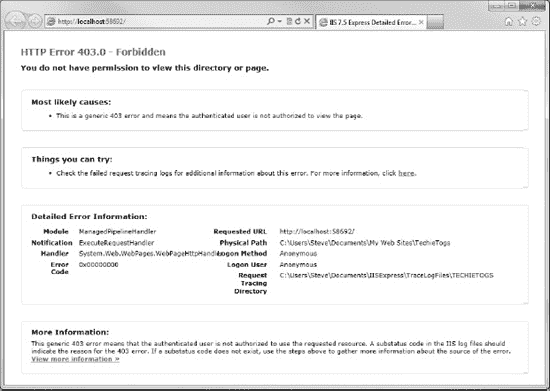 http://localhost:58692/
IIS 7.5 Express Detailed Error...
HTTP Error 403.0 - Forbidden
You do not have permission to view this directory or page.
Most likely causes:
• This is a generic 403 error and means the authenticated user is not authorized to view the page.
Things you can try:
• Check the failed request tracing logs for additional information about this error. For more information, click here.
Detailed Error Information:
Module ManagedPipelineHandler
Notification ExecuteRequestHandler
Handler System.Web.WebPages.WebPageHttpHandler
Error Code 0x00000000
Requested URL http://localhost:58692/
Physical Path C:\Users\Steve\Documents\My Web Sites\TechieTogs
Logon Method Anonymous
Logon User Anonymous
Request Tracing Directory C:\Users\Steve\Documents\IISExpress\TraceLogFiles\TECHIETOGS
More Information:
This generic 403 error means that the authenticated user is not authorized to use the requested resource. A substatus code in the IIS log files should
indicate the reason for the 403 error. If a substatus code does not exist, use the steps above to gather more information about the source of the error.
View more information »